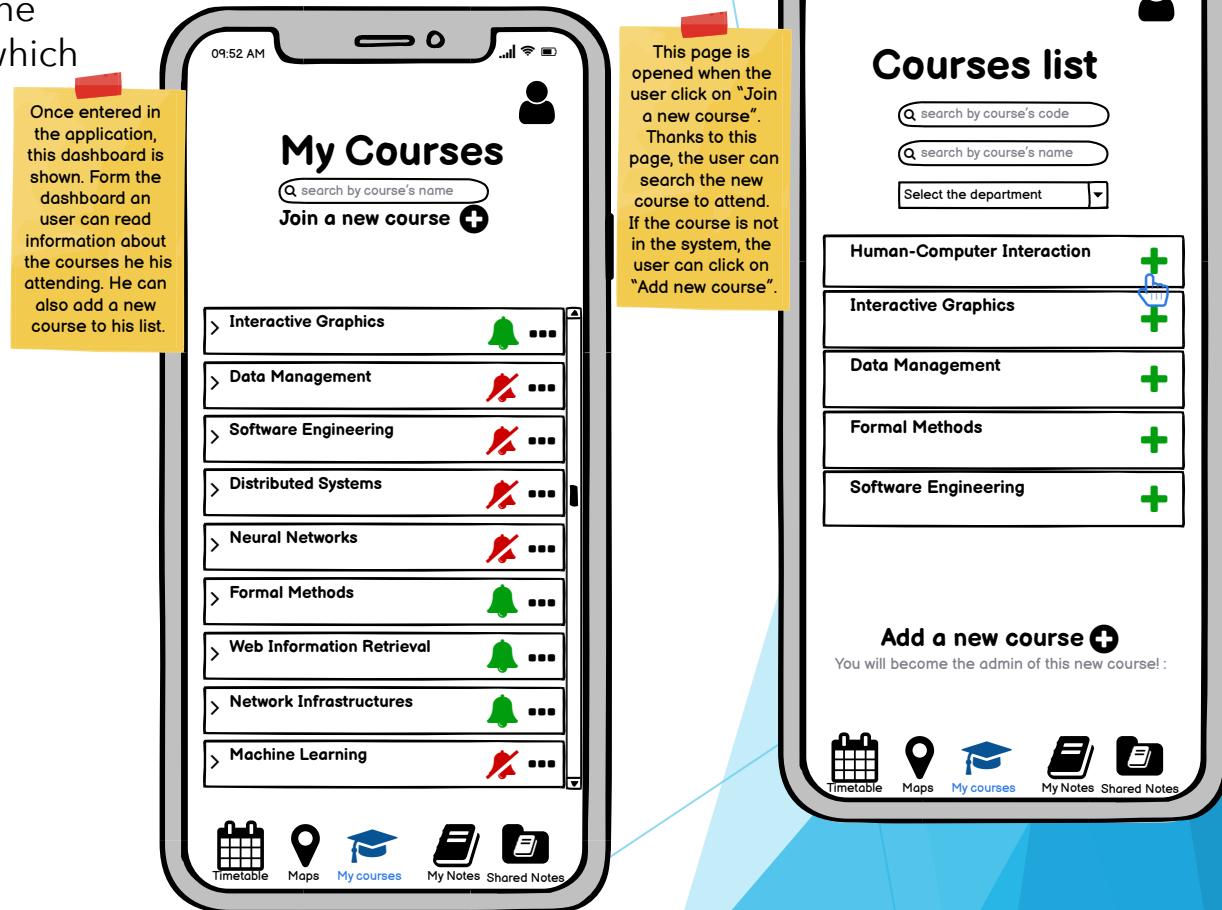 which
Once entered in
the application,
this dashboard is
shown. Form the
dashboard an
user can read
information about
the courses he his
attending. He can
also add a new
course to his list.
09:52 AM
My Courses
search by course's name
Join a new course
Interactive Graphics
Data Management
Software Engineering
Distributed Systems
Neural Networks
Formal Methods
Web Information Retrieval
Network Infrastructures
Machine Learning
Timetable
Maps
My courses
My Notes
Shared Notes
This page is
opened when the
user click on “Join
a new course”.
Thanks to this
page, the user can
search the new
course to attend.
If the course is not
in the system, the
user can click on
“Add new course”.
Courses list
search by course's code
search by course's name
Select the department
Human-Computer Interaction
Interactive Graphics
Data Management
Formal Methods
Software Engineering
Add a new course
You will become the admin of this new course! :
Timetable
Maps
My courses
My Notes
Shared Notes